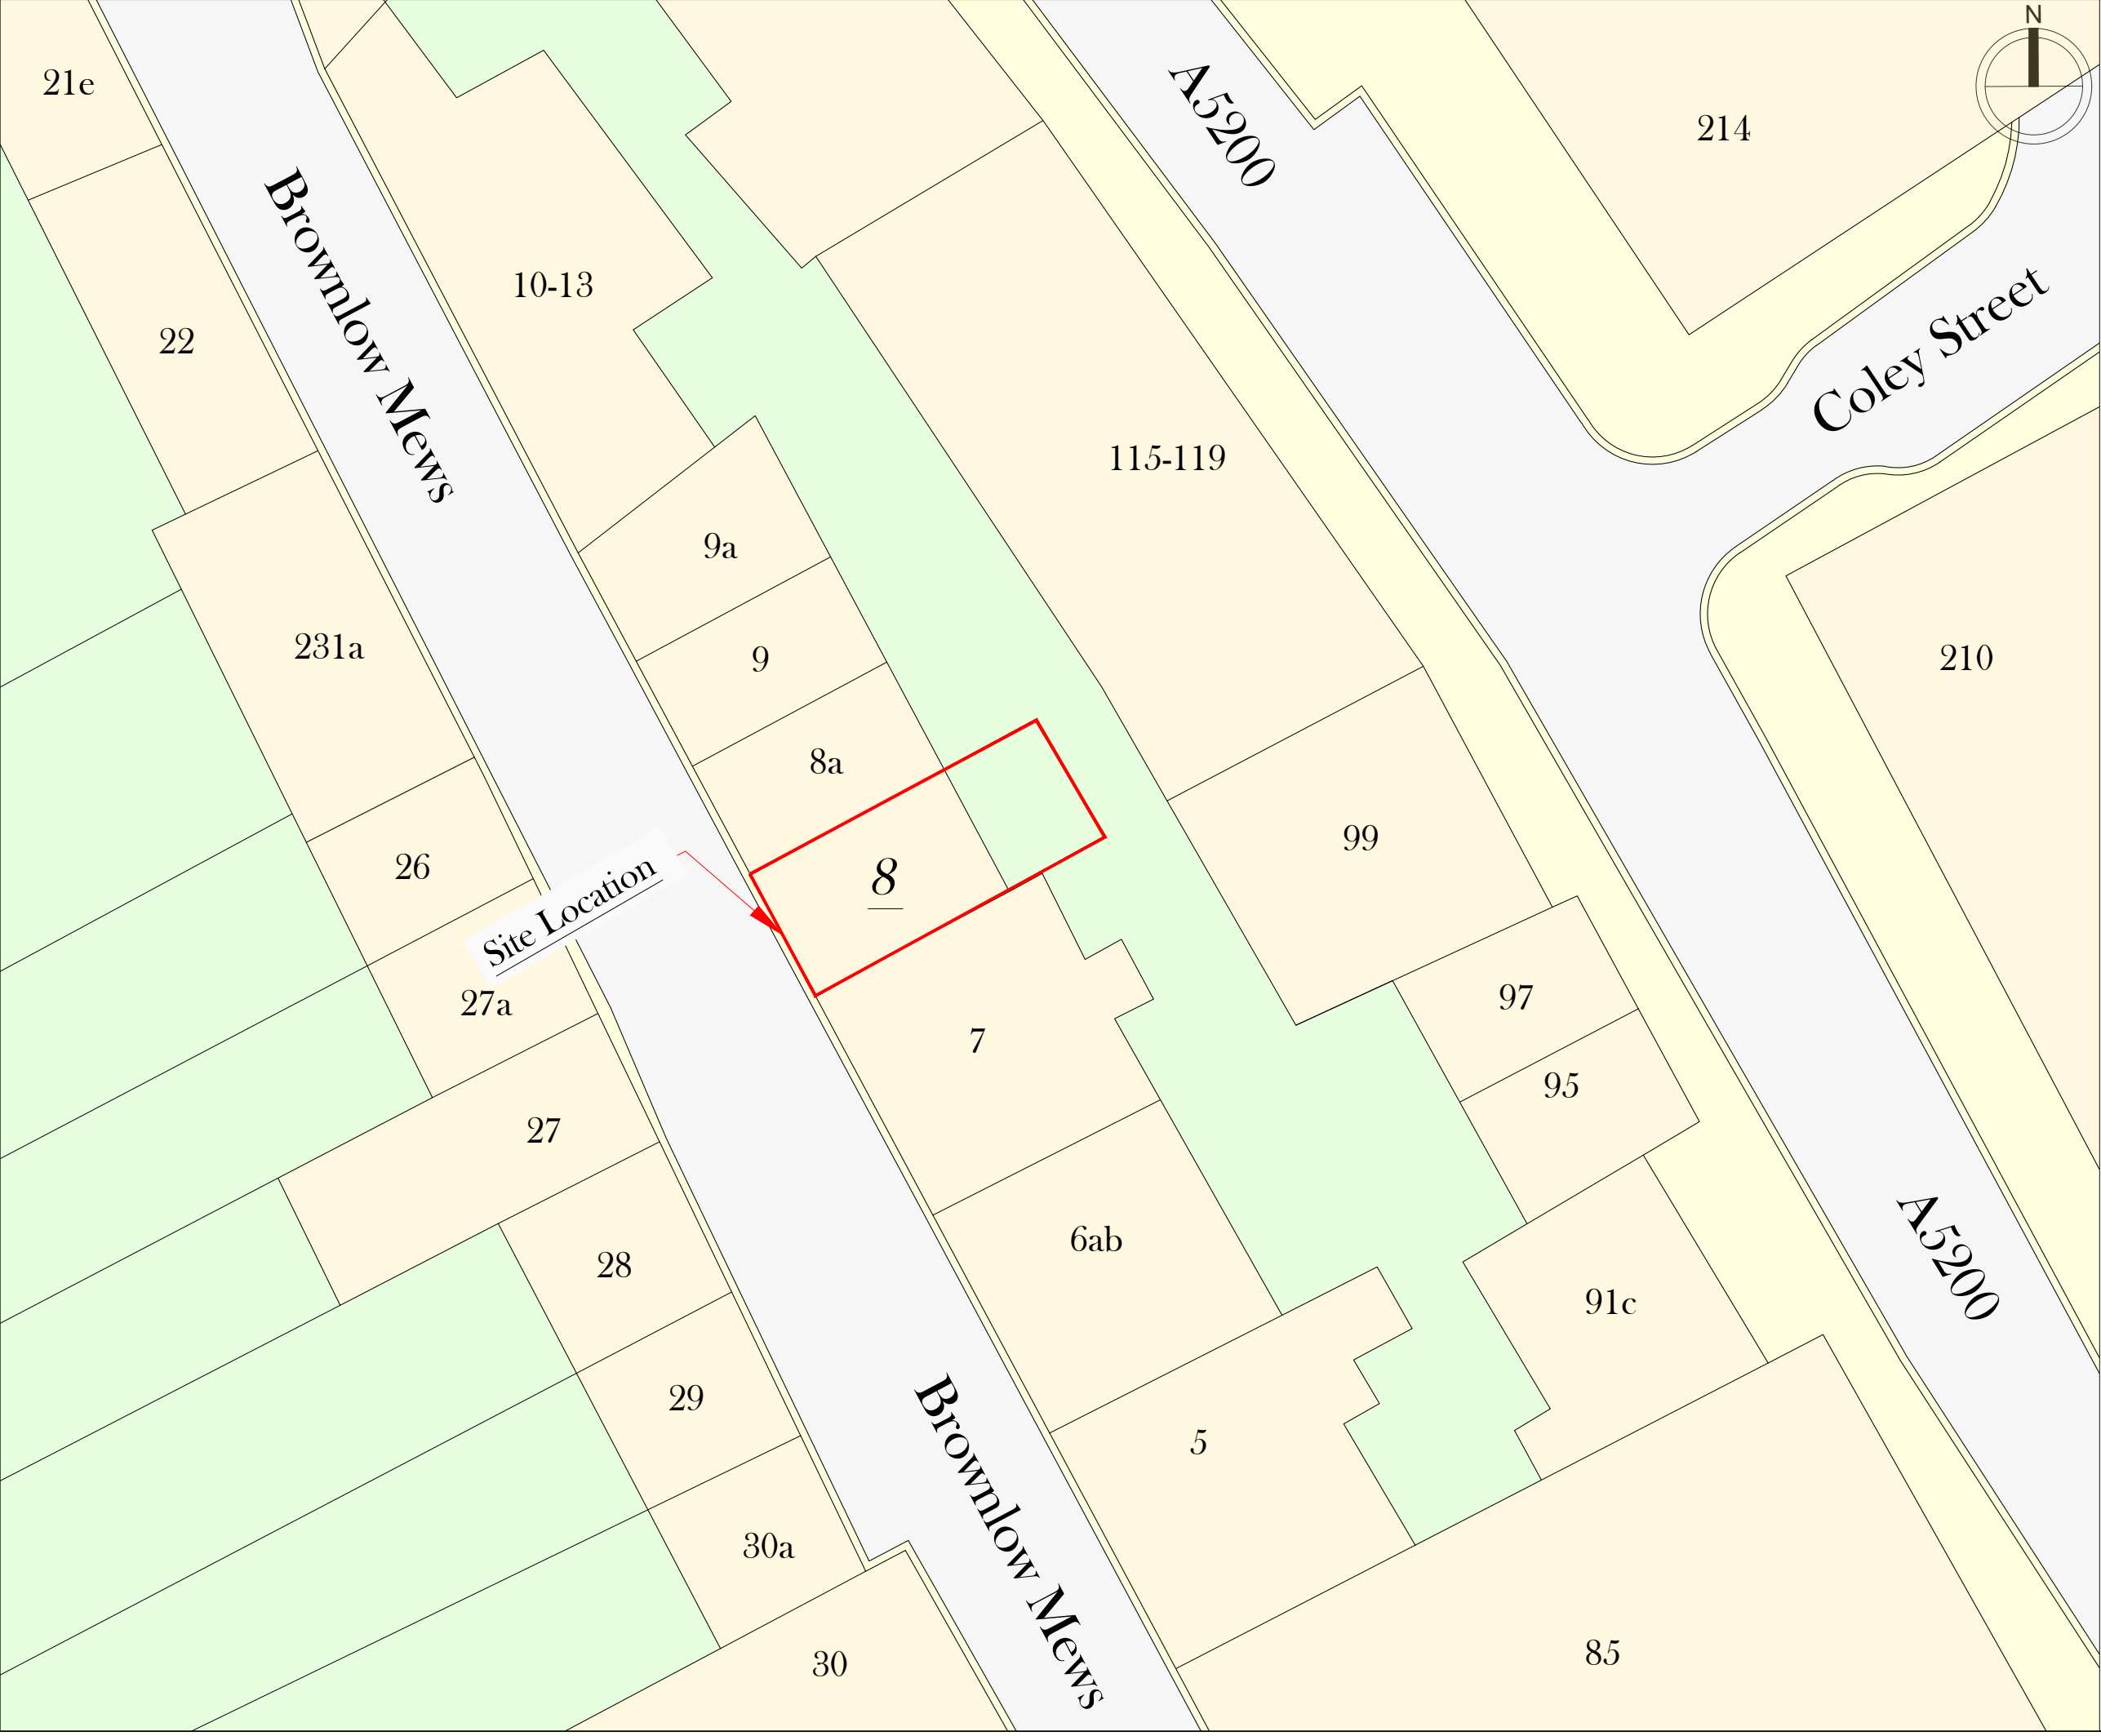 N
21e
A5200
214
Brownlow Mews
10-13
22
Coley Street
115-119
9a
231a
9
210
8a
99
26
8
Site Location
97
27a
7
95
27
6ab
28
A5200
91c
29
5
Brownlow Mews
30a
85
30